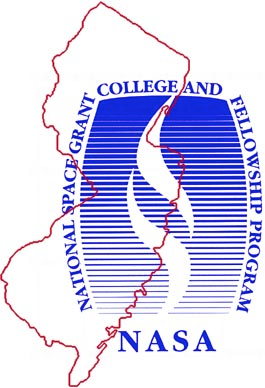 NATIONAL SPACE GRANT COLLEGE AND FELLOWSHIP PROGRAM
NASA